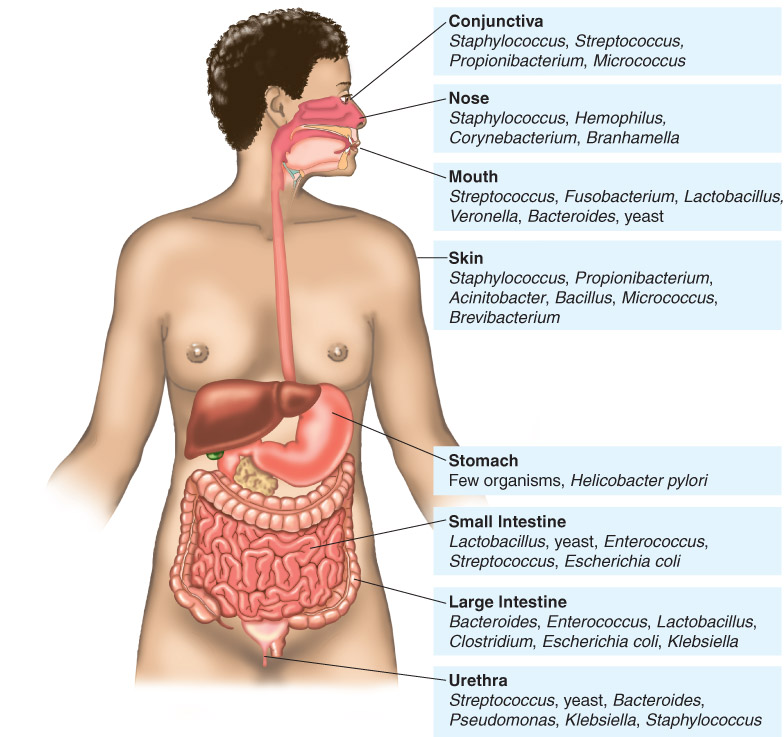 Conjunctiva
Staphylococcus, Streptococcus,
Propionibacterium, Micrococcus
Nose
Staphylococcus, Hemophilus,
Corynebacterium, Branhamella
Mouth
Streptococcus, Fusobacterium, Lactobacillus,
Veronella, Bacteroides, yeast
Skin
Staphylococcus, Propionibacterium,
Acinitobacter, Bacillus, Micrococcus,
Brevibacterium
Stomach
Few organisms, Helicobacter pylori
Small Intestine
Lactobacillus, yeast, Enterococcus,
Streptococcus, Escherichia coli
Large Intestine
Bacteroides, Enterococcus, Lactobacillus,
Clostridium, Escherichia coli, Klebsiella
Urethra
Streptococcus, yeast, Bacteroides,
Pseudomonas, Klebsiella, Staphylococcus